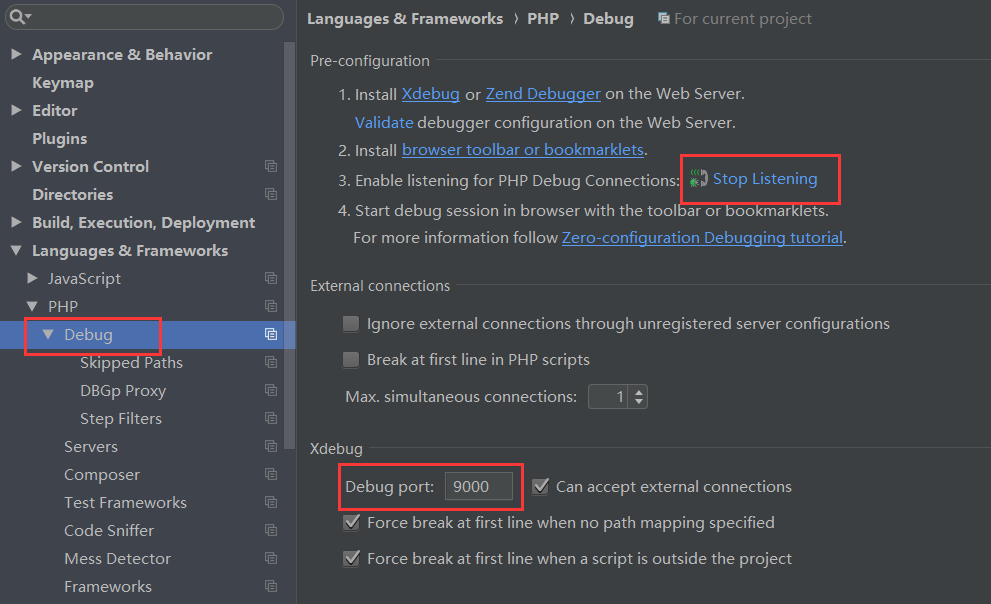 Appearance & Behavior
Keymap
Editor
Plugins
Version Control
Directories
Build, Execution, Deployment
Languages & Frameworks
JavaScript
PHP
Debug
Skipped Paths
DBGp Proxy
Step Filters
Servers
Composer
Test Frameworks
Code Sniffer
Mess Detector
Frameworks
Languages & Frameworks › PHP › Debug For current project
Pre-configuration
1. Install Xdebug or Zend Debugger on the Web Server.
Validate debugger configuration on the Web Server.
2. Install browser toolbar or bookmarklets.
3. Enable listening for PHP Debug Connections: Stop Listening
4. Start debug session in browser with the toolbar or bookmarklets.
For more information follow Zero-configuration Debugging tutorial.
External connections
Ignore external connections through unregistered server configurations
Break at first line in PHP scripts
Max. simultaneous connections: 1
Xdebug
Debug port: 9000 Can accept external connections
Force break at first line when no path mapping specified
Force break at first line when a script is outside the project